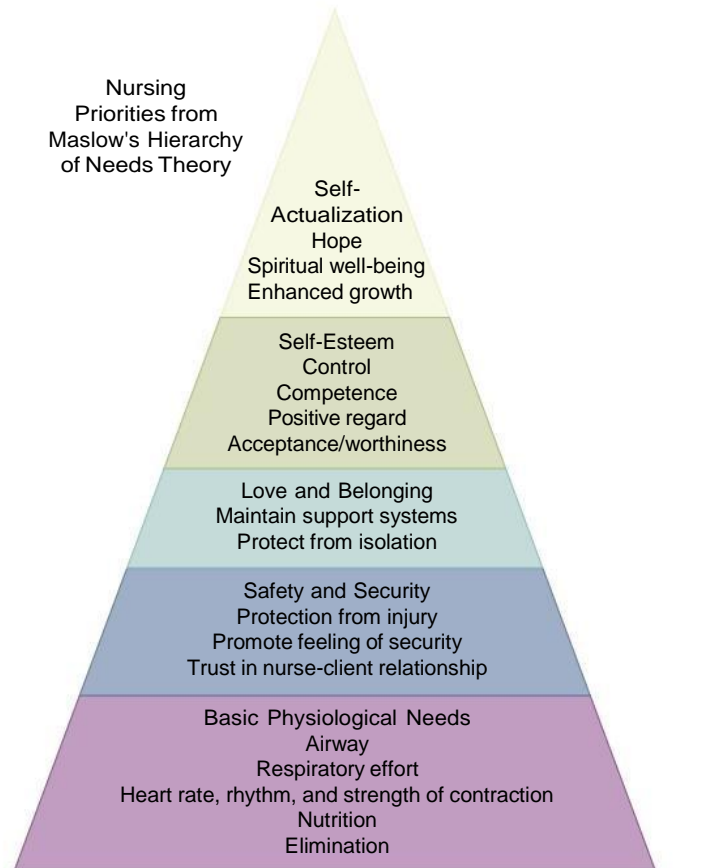 Nursing
Priorities from
Maslow's Hierarchy
of Needs Theory
Self-
Actualization
Hope
Spiritual well-being
Enhanced growth
Self-Esteem
Control
Competence
Positive regard
Acceptance/worthiness
Love and Belonging
Maintain support systems
Protect from isolation
Safety and Security
Protection from injury
Promote feeling of security
Trust in nurse-client relationship
Basic Physiological Needs
Airway
Respiratory effort
Heart rate, rhythm, and strength of contraction
Nutrition
Elimination